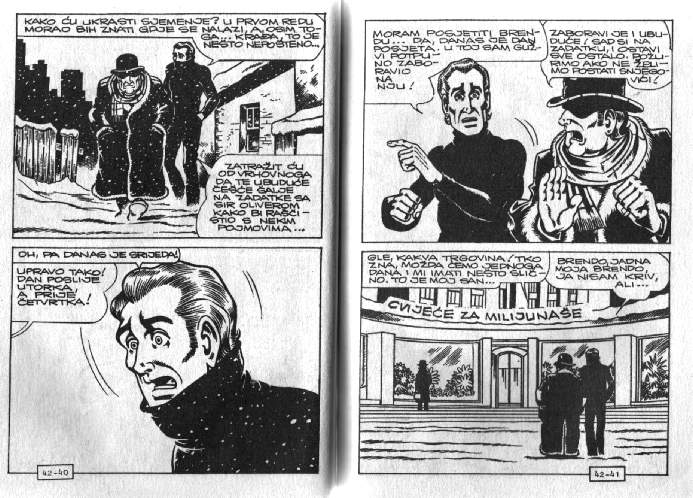 KAKO ĆU UKRASTI SJEMENJE? U PRVOM REDU
MORAO BIH ZNATI GDJE SE NALAZI, A, OSIM TO-
GA... KRAĐA, TO JE
NEŠTO NEPOŠTENO...
ZATRAŽIT ĆU
OD VRHOVNOGA
DA TE UBUDUĆE
ČEŠĆE ŠALJE
NA ZADATKE SA
SIR OLIVEROM
KAKO BI RAŠČI-
STIO S NEKIM
POJMOVIMA...
OH, PA DANAS JE SRIJEDA!
UPRAVO TAKO!
DAN POSLIJE
UTORKA,
A PRIJE
ČETVRTKA!
42-40
MORAM POSJETITI BREN-
DU... DA, DANAS JE DAN
POSJETA. U TOJ SAM GUŽ-
VI POTPU-
NO ZABO-
RAVIO
NA
NJU!
ZABORAVI JE I UBU-
DUĆE! SAD SI NA
ZADATKU, I OSTAVI
SVE OSTALO. POŽU-
RIMO AKO NE ŽELI-
MO POSTATI SNJEGO-
VIĆI!
GLE, KAKVA TRGOVINA! TKO
ZNA, MOŽDA ĆEMO JEDNOGA
DANA I MI IMATI NEŠTO SLIČ-
NO. TO JE MOJ SAN...
BRENDO, JADNA
MOJA BRENDO,
JA NISAM KRIV,
ALI...
CVIJEĆE ZA MILIJUNAŠE
42-41